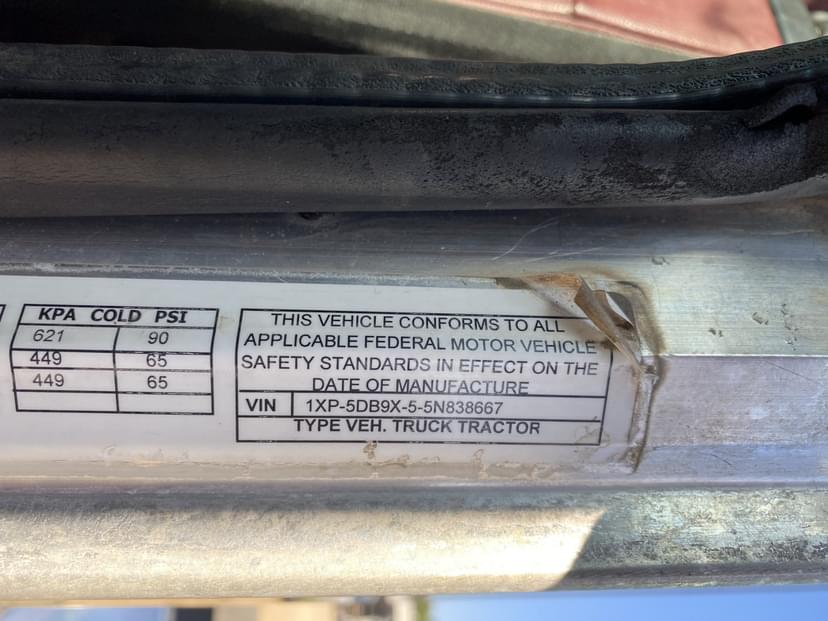 KPA COLD PSI
621 90
449 65
449 65
THIS VEHICLE CONFORMS TO ALL
APPLICABLE FEDERAL MOTOR VEHICLE
SAFETY STANDARDS IN EFFECT ON THE
DATE OF MANUFACTURE
VIN 1XP-5DB9X-5-5N838667
TYPE VEH. TRUCK TRACTOR